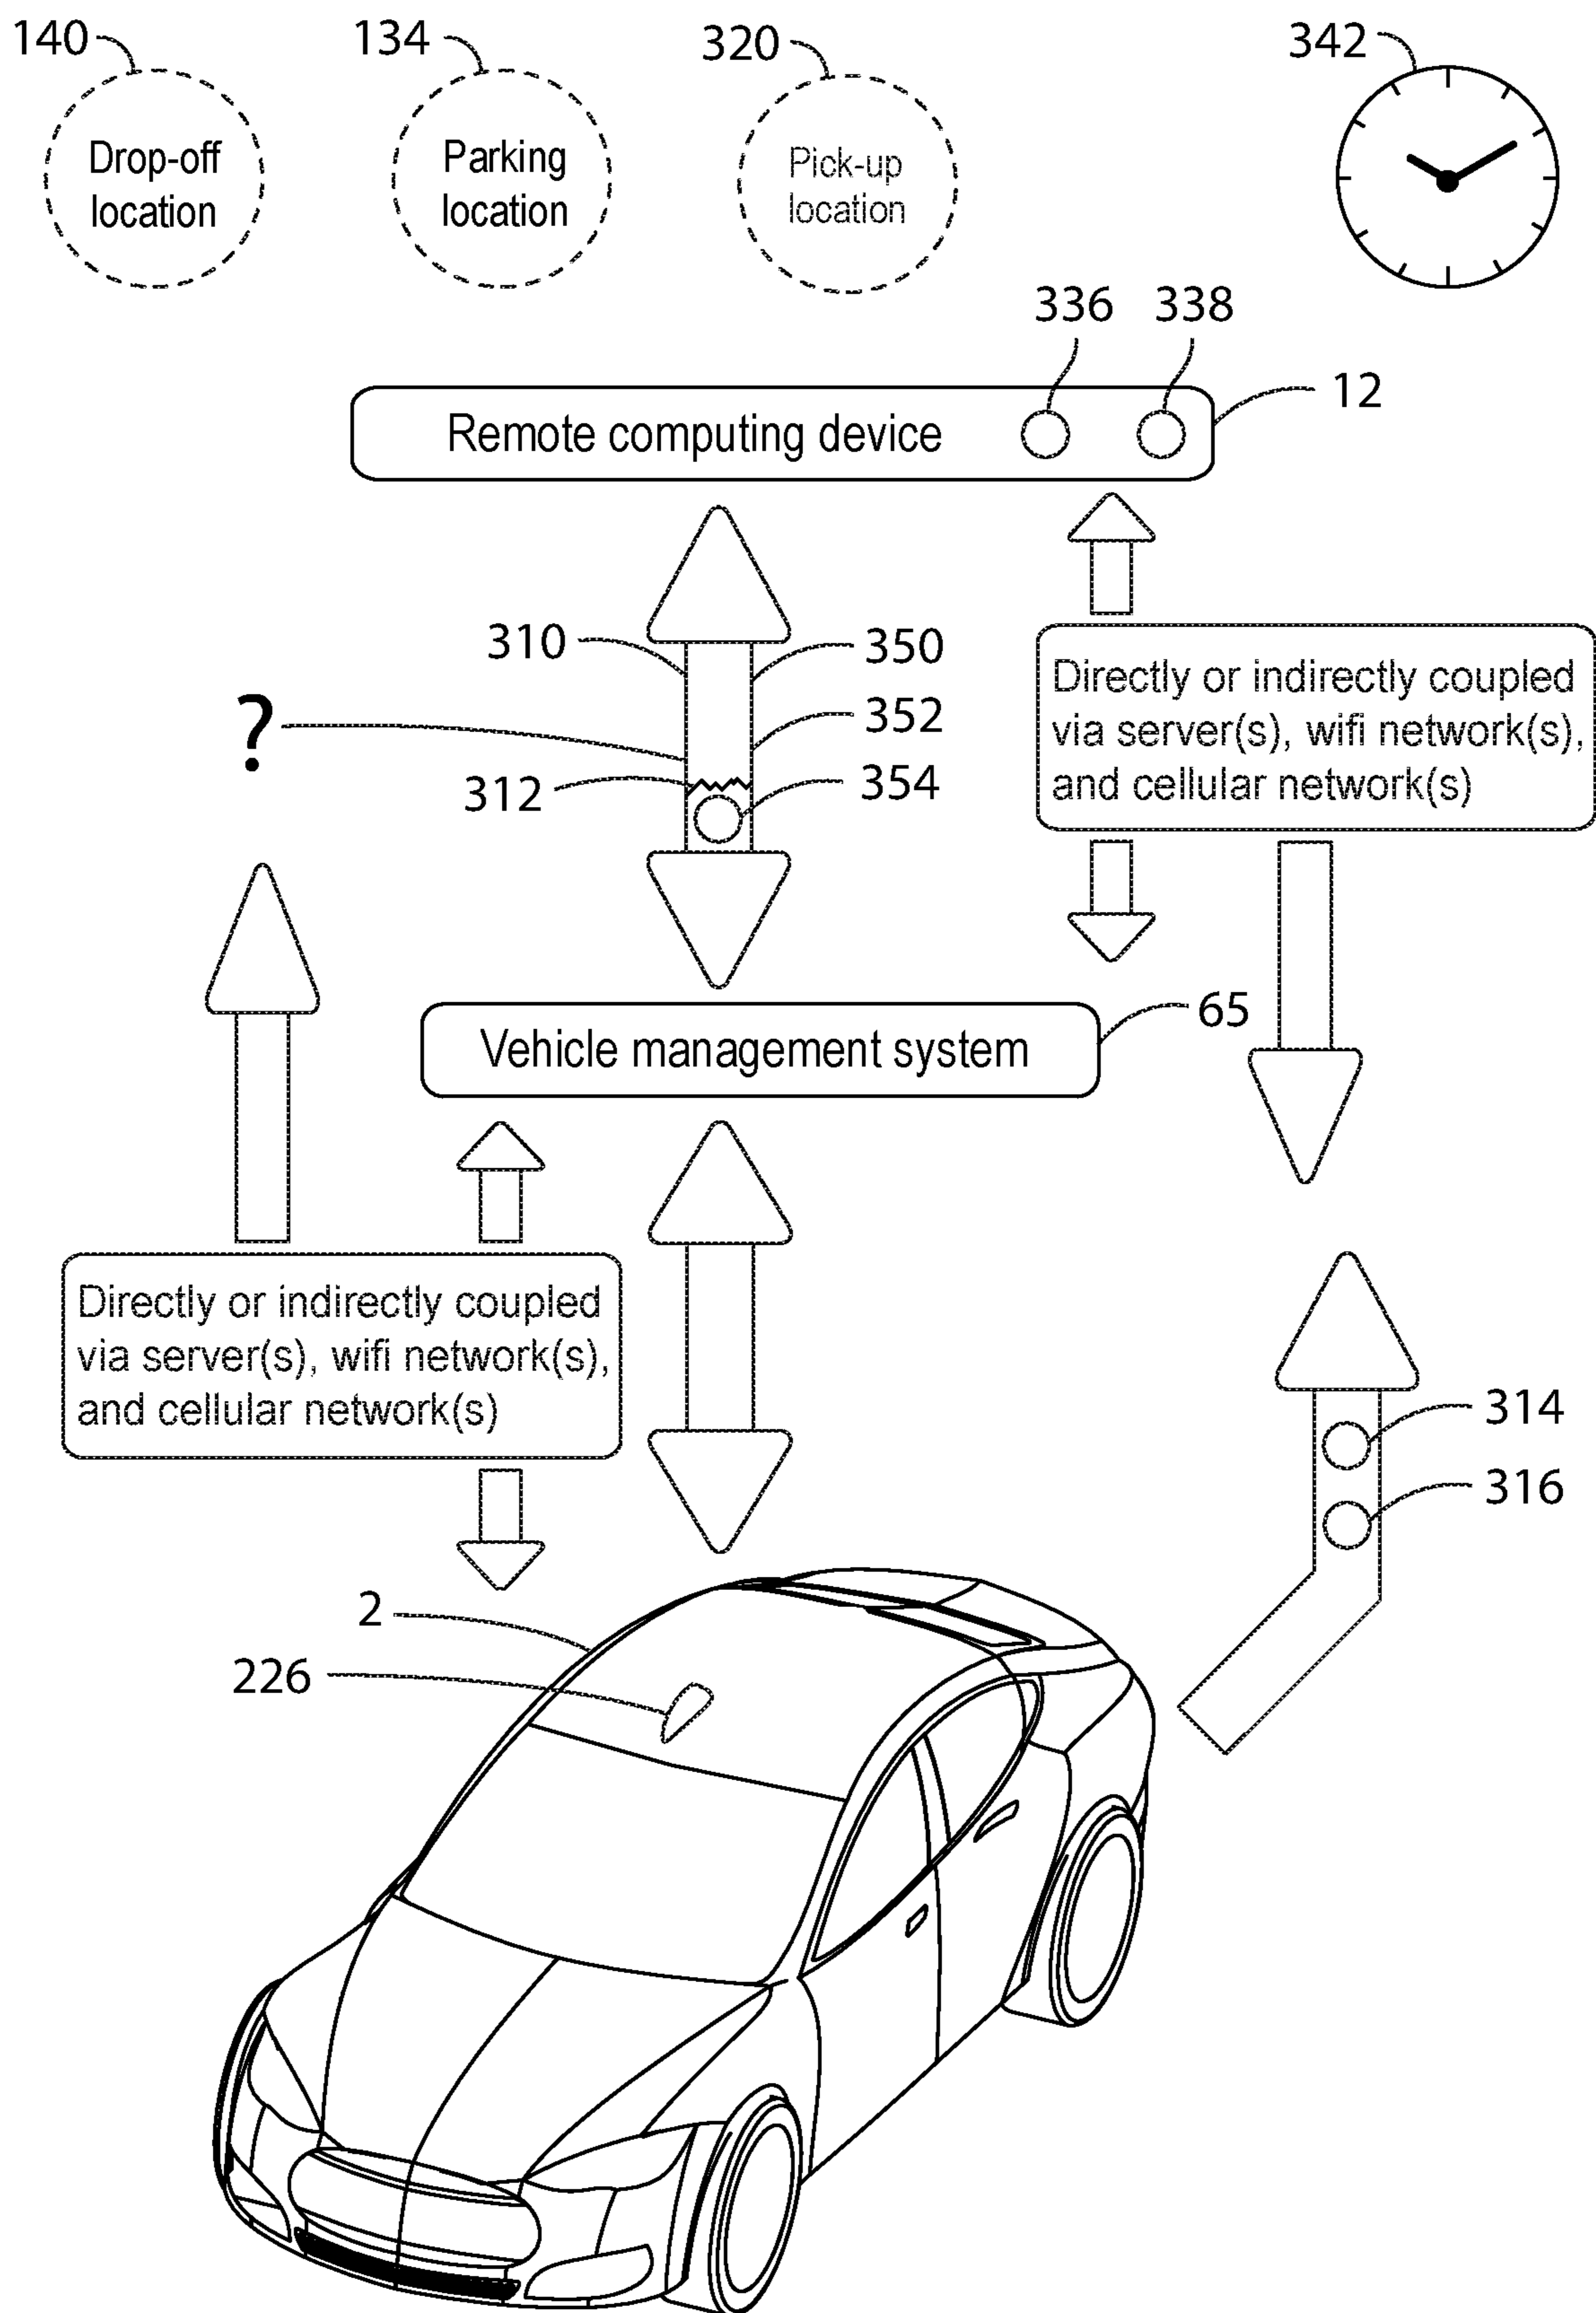 140
134
320
342
Drop-off
location
Parking
location
Pick-up
location
336
338
Remote computing device
12
310
350
?
352
312
354
Directly or indirectly coupled
via server(s), wifi network(s),
and cellular network(s)
Vehicle management system
65
Directly or indirectly coupled
via server(s), wifi network(s),
and cellular network(s)
314
316
2
226